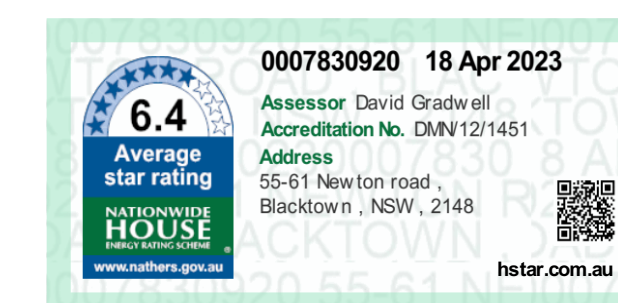 0007830920 18 Apr 2023
6.4
Average
star rating
NATIONWIDE
HOUSE
ENERGY RATING SCHEME
www.nathers.gov.au
Assessor David Gradwell
Accreditation No. DMN/12/1451
Address
55-61 Newton road ,
Blacktown , NSW , 2148
hstar.com.au